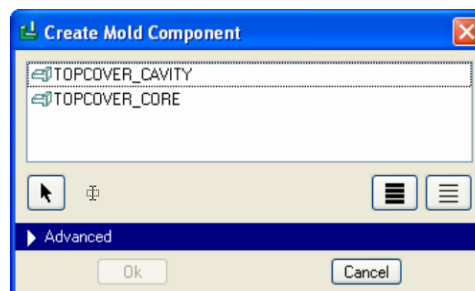 Create Mold Component
TOPCOVER_CAVITY
TOPCOVER_CORE
Advanced
Ok
Cancel